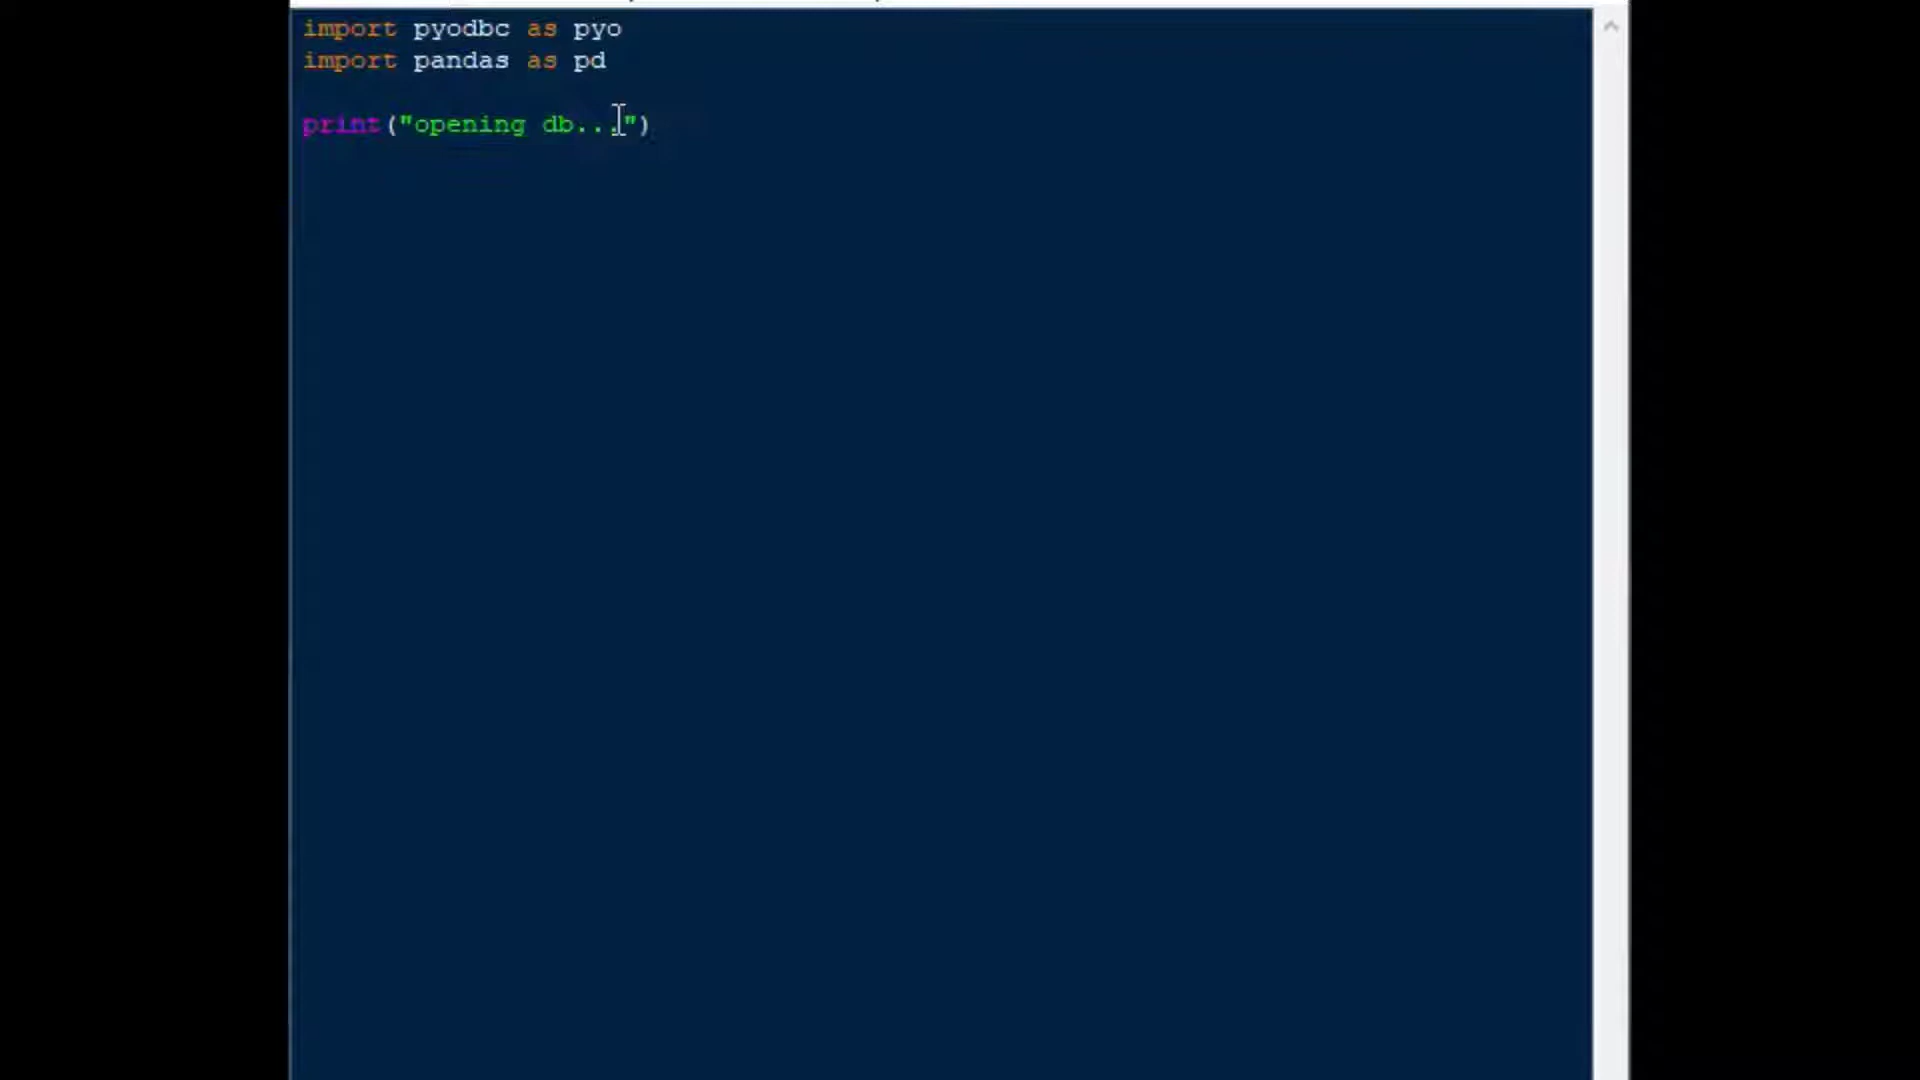 import pyodbc as pyo
import pandas as pd
print("opening db...")